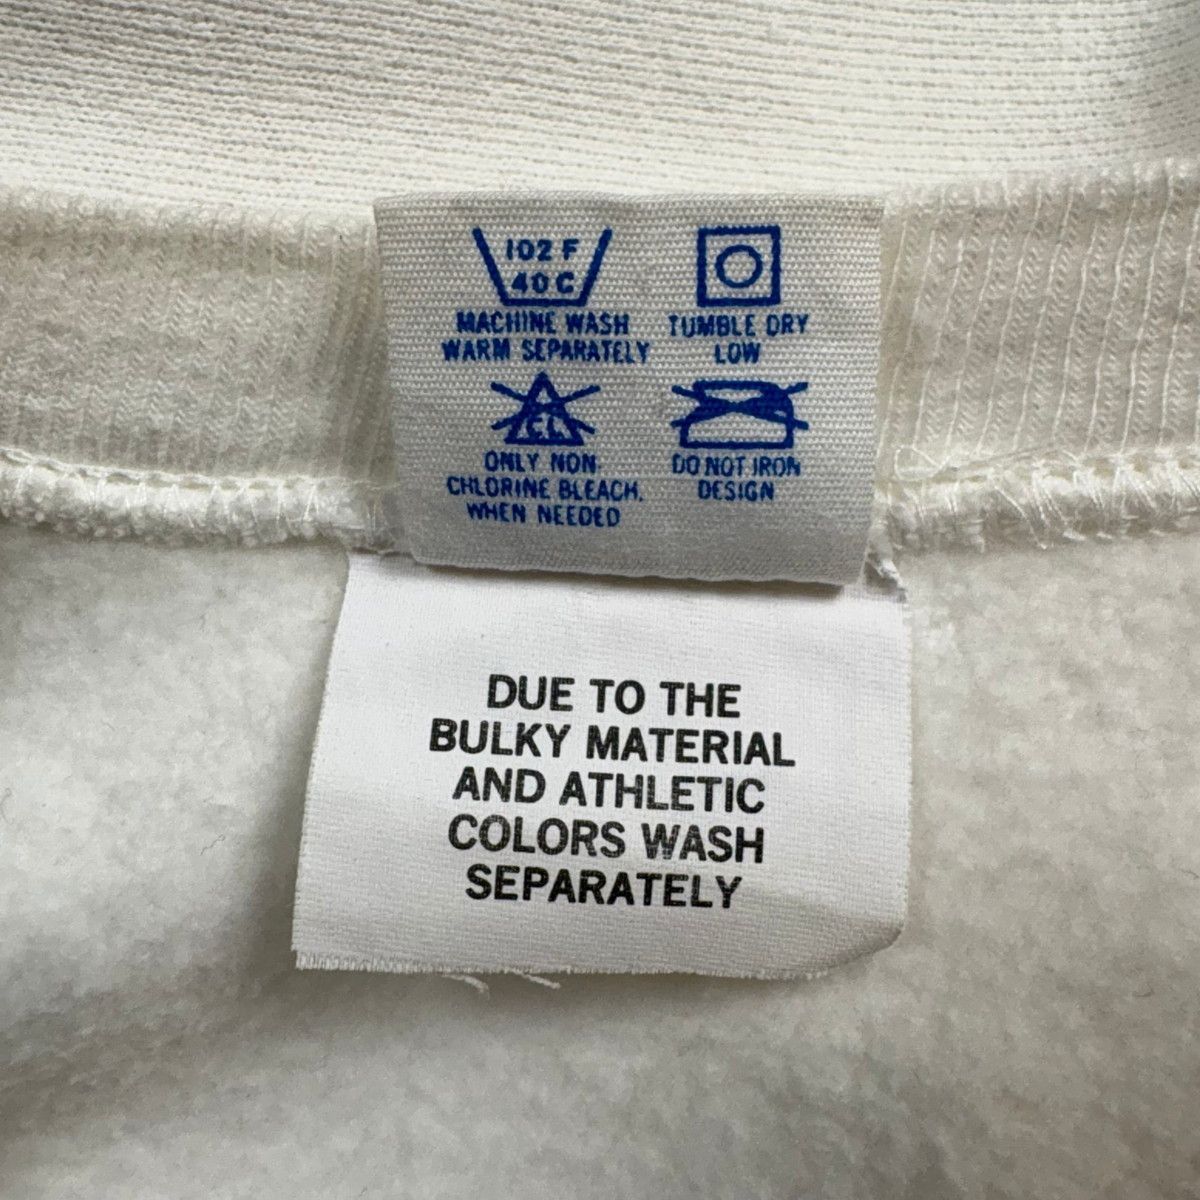 102 F
40 C
MACHINE WASH
WARM SEPARATELY
TUMBLE DRY
LOW
CL
ONLY NON-
CHLORINE BLEACH,
WHEN NEEDED
DO NOT IRON
DESIGN
DUE TO THE
BULKY MATERIAL
AND ATHLETIC
COLORS WASH
SEPARATELY